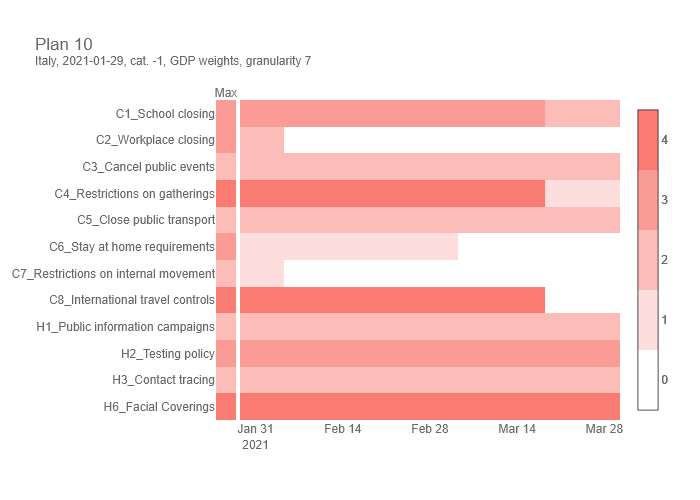 Plan 10
Italy, 2021-01-29, cat. -1, GDP weights, granularity 7
Max
C1_School closing
C2_Workplace closing
C3_Cancel public events
C4_Restrictions on gatherings
C5_Close public transport
C6_Stay at home requirements
C7_Restrictions on internal movement
C8_International travel controls
H1_Public information campaigns
H2_Testing policy
H3_Contact tracing
H6_Facial Coverings
4
3
2
1
0
Jan 31 Feb 14 Feb 28 Mar 14 Mar 28
2021